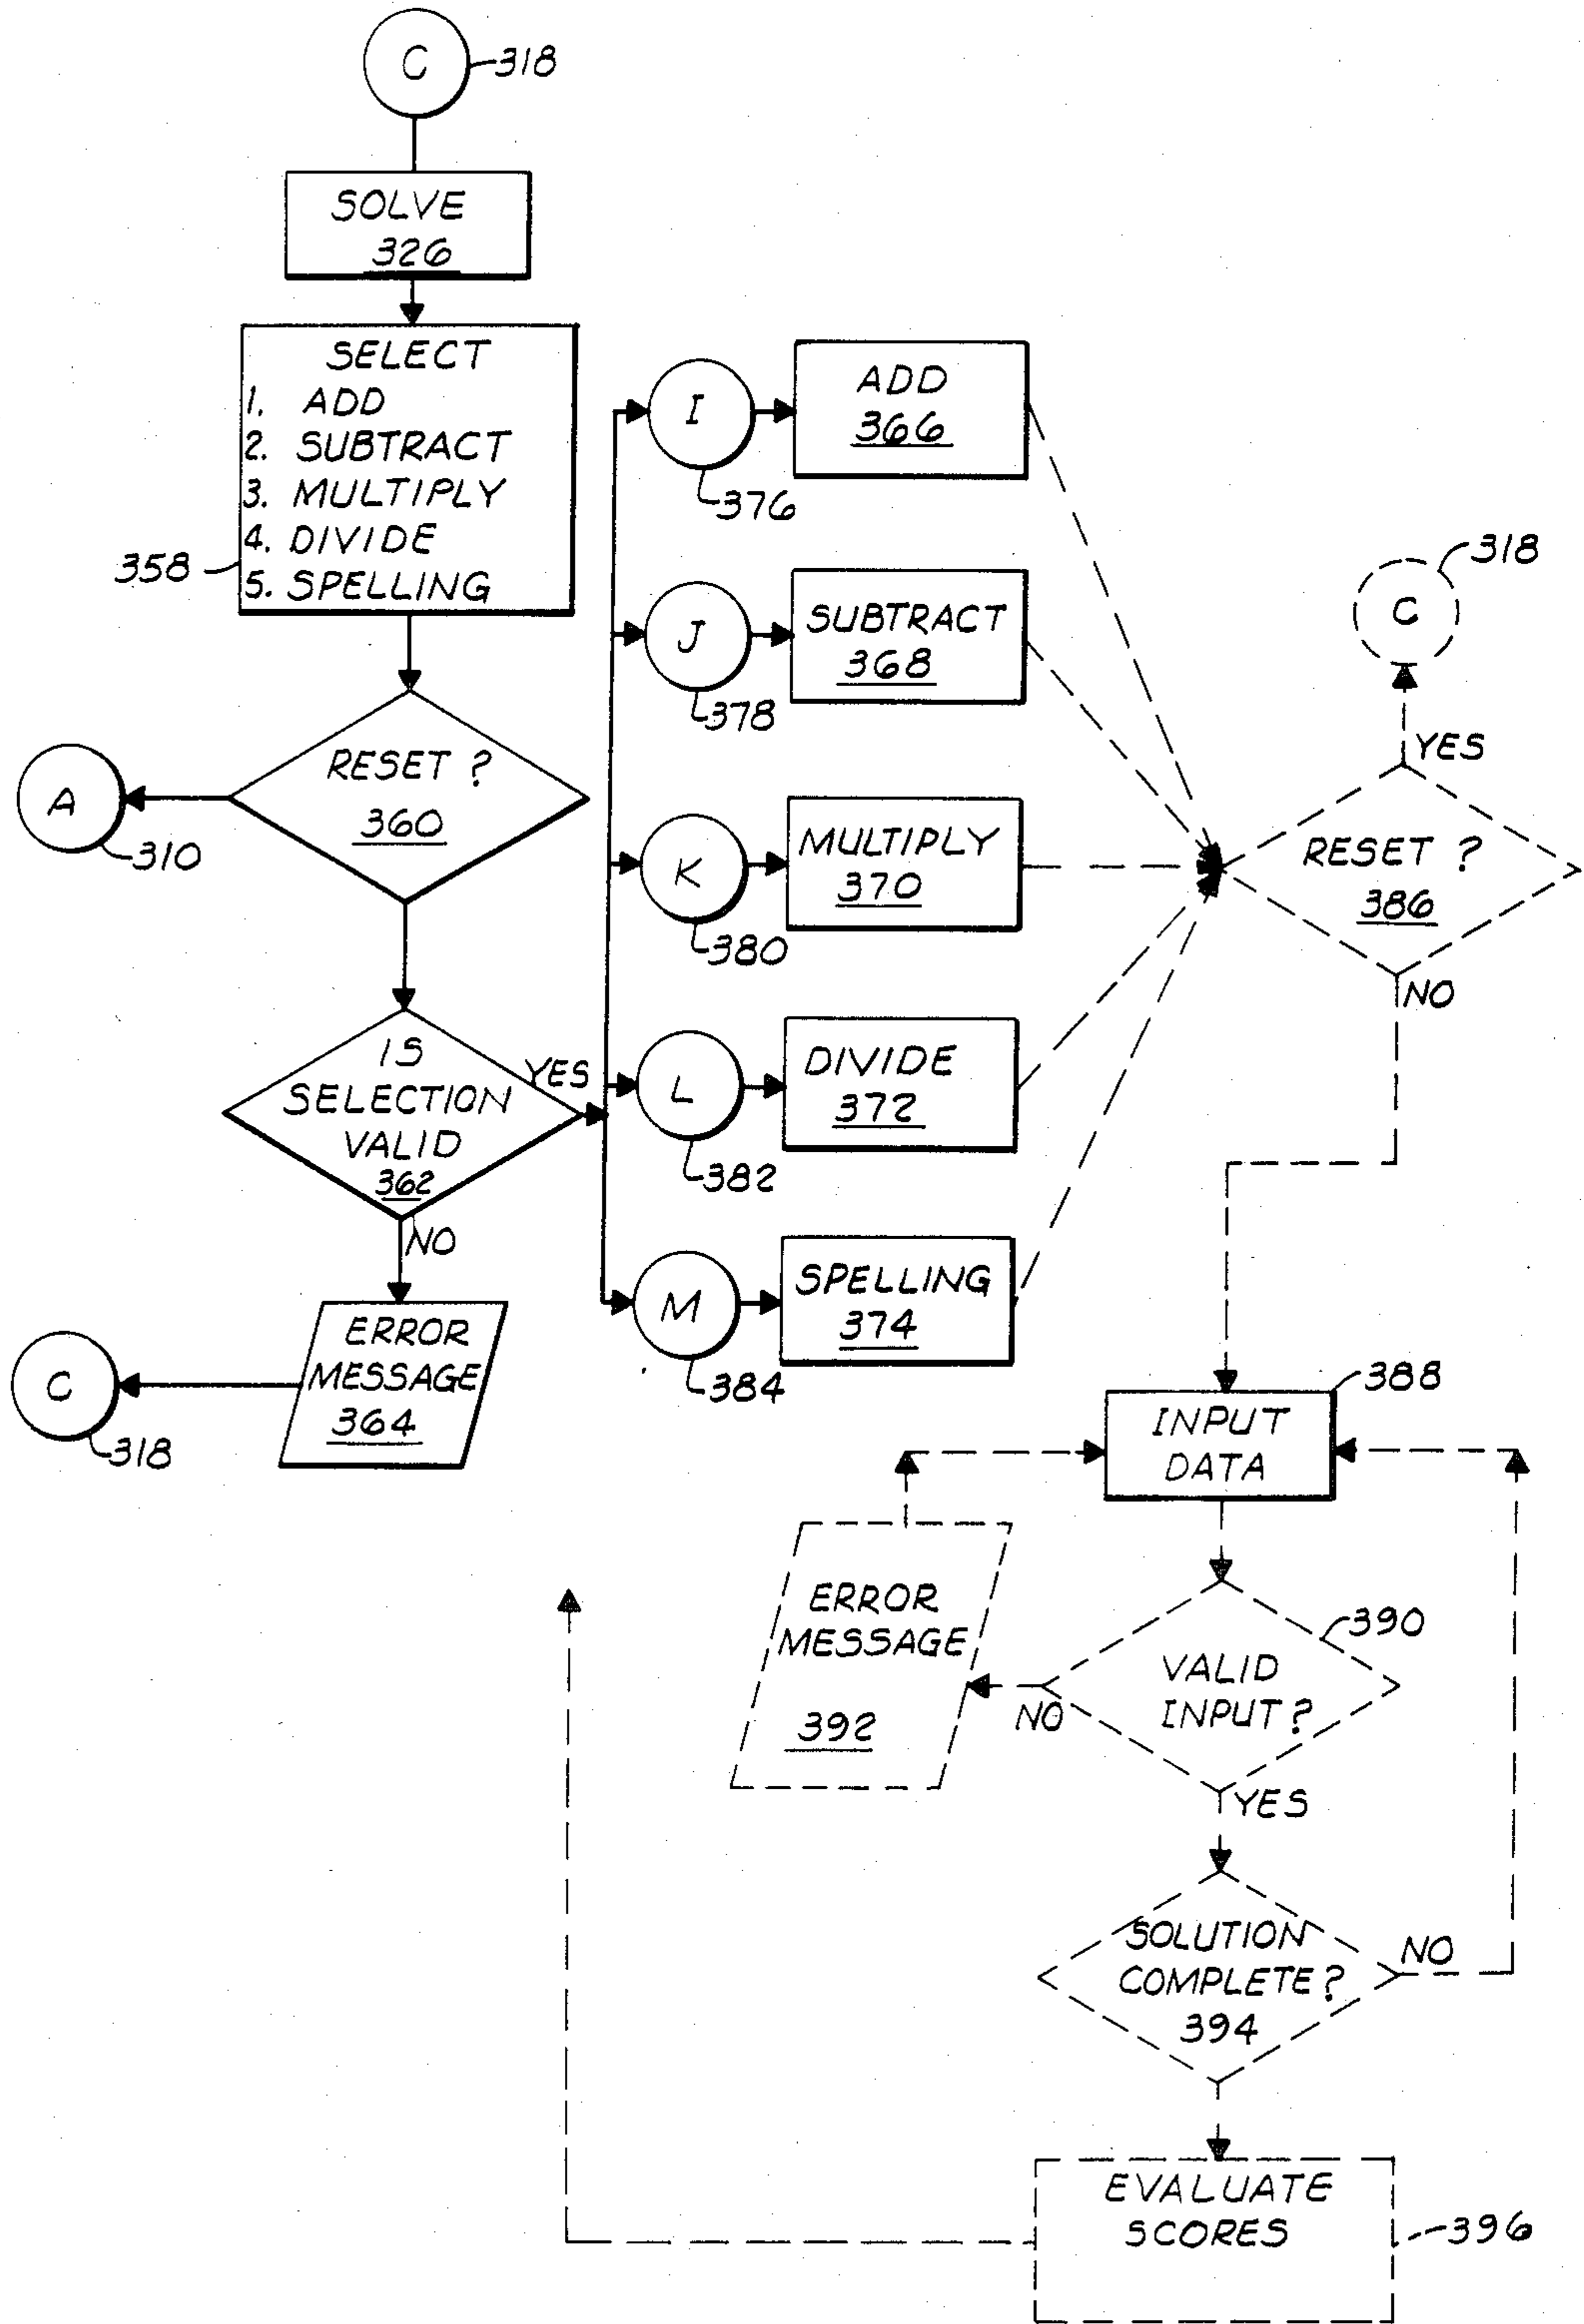 C
318
SOLVE
326
SELECT
1. ADD
2. SUBTRACT
3. MULTIPLY
4. DIVIDE
5. SPELLING
358
RESET ?
360
A
310
IS
SELECTION
VALID
362
YES
NO
ERROR
MESSAGE
364
C
318
I
376
ADD
366
J
378
SUBTRACT
368
K
380
MULTIPLY
370
L
382
DIVIDE
372
M
384
SPELLING
374
C
318
YES
RESET ?
386
NO
388
INPUT
DATA
ERROR
MESSAGE
392
390
VALID
INPUT?
NO
YES
SOLUTION
COMPLETE?
394
NO
EVALUATE
SCORES
396